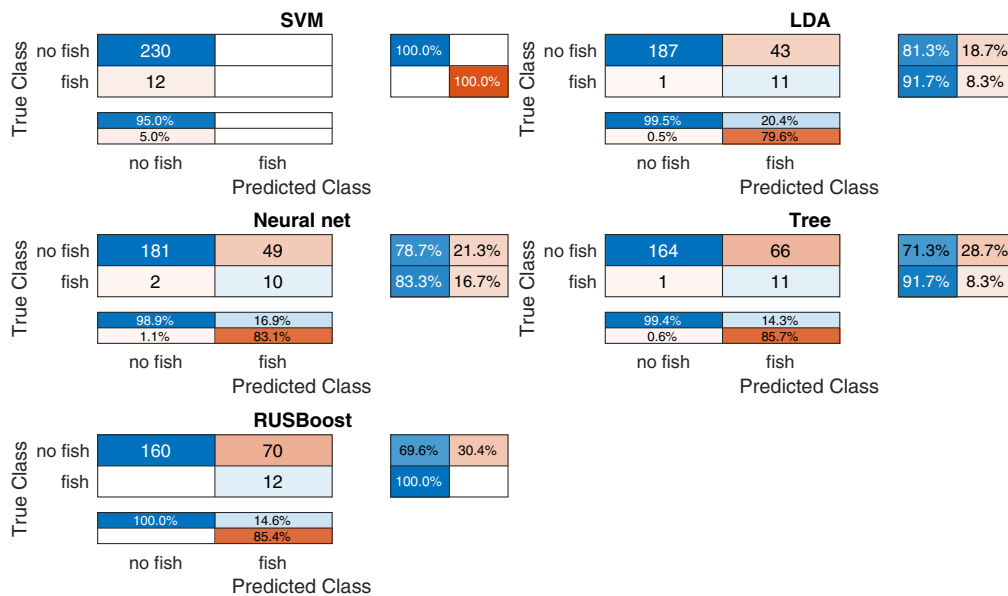 SVM
True Class
no fish 230 100.0%
fish 12 100.0%
95.0%
5.0%
no fish fish
Predicted Class
LDA
True Class
no fish 187 43 81.3% 18.7%
fish 1 11 91.7% 8.3%
99.5% 20.4%
0.5% 79.6%
no fish fish
Predicted Class
Neural net
True Class
no fish 181 49 78.7% 21.3%
fish 2 10 83.3% 16.7%
98.9% 16.9%
1.1% 83.1%
no fish fish
Predicted Class
Tree
True Class
no fish 164 66 71.3% 28.7%
fish 1 11 91.7% 8.3%
99.4% 14.3%
0.6% 85.7%
no fish fish
Predicted Class
RUSBoost
True Class
no fish 160 70 69.6% 30.4%
fish 12 100.0%
100.0% 14.6%
85.4%
no fish fish
Predicted Class